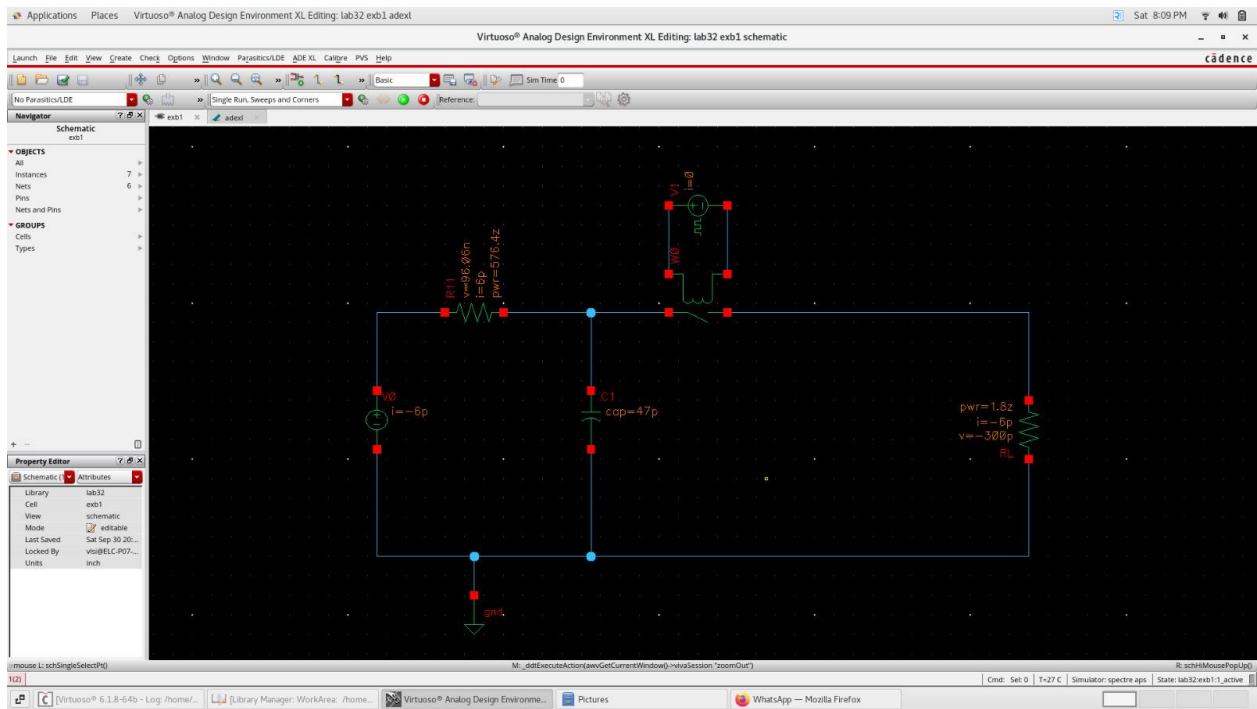 Applications Places Virtuoso® Analog Design Environment XL Editing: lab32 exb1 adexl Sat 8:09 PM
Virtuoso® Analog Design Environment XL Editing: lab32 exb1 schematic
Launch File Edit View Create Check Options Window Parasitics/LDE ADE XL Calibre PVS Help cādence
Basic Sim Time 0
No Parasitics/LDE Single Run, Sweeps and Corners Reference:
Navigator exb1 adexl
Schematic
exb1
OBJECTS
All
Instances 7
Nets 6
Pins
Nets and Pins
GROUPS
Cells
Types
V1
i=0
W0
R11
v=96.06n
i=6p
pwr=576.4z
V0
i=-6p
C1
cap=47p
pwr=1.8z
i=-6p
v=-300p
RL
gnd
Property Editor
Schematic ( Attributes
Library lab32
Cell exb1
View schematic
Mode editable
Last Saved Sat Sep 30 20:...
Locked By vlsi@ELC-P07-...
Units inch
mouse L: schSingleSelectPt() M: _ddtExecuteAction(awvGetCurrentWindow()->vivaSession "zoomOut") R: schHiMousePopUp()
1(2) Cmd: Sel: 0 T=27 C Simulator: spectre aps State: lab32:exb1:1_active
[Virtuoso® 6.1.8-64b - Log: /home/... [Library Manager: WorkArea: /home... Virtuoso® Analog Design Environme... Pictures WhatsApp — Mozilla Firefox